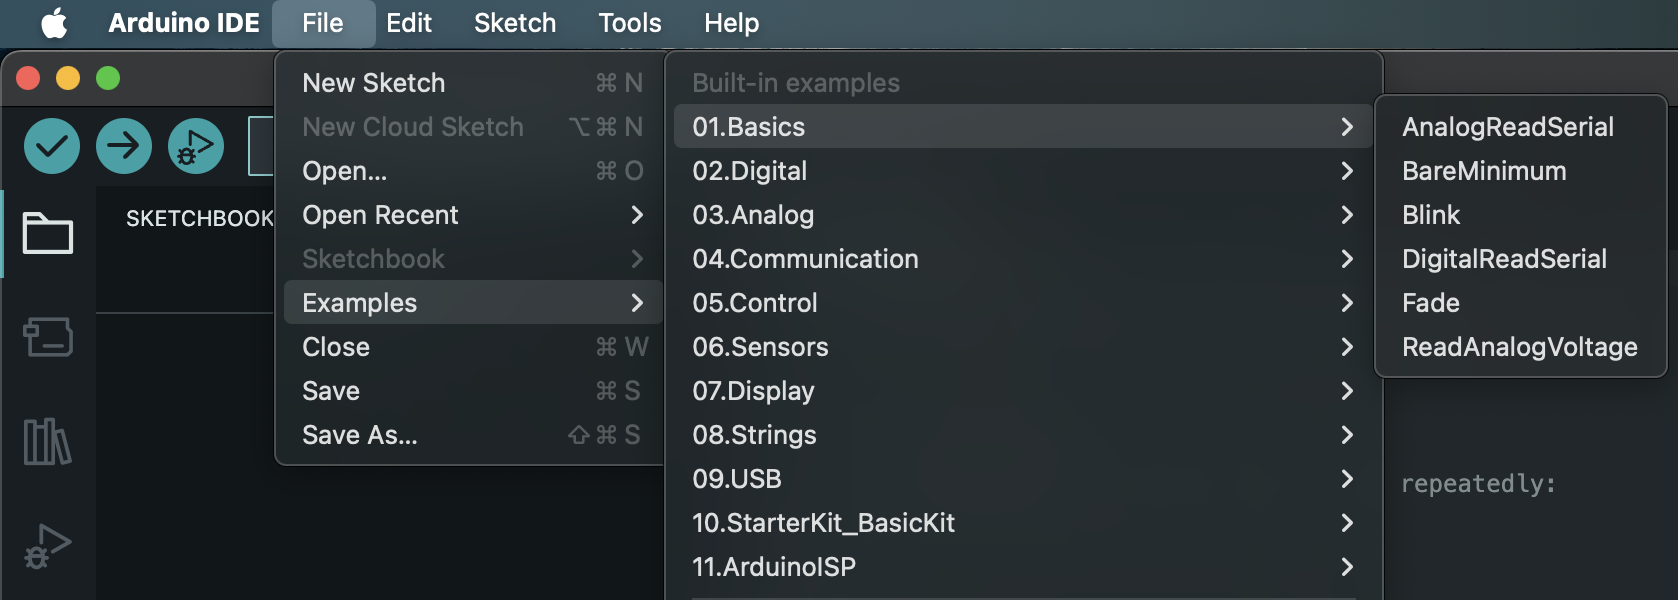 Arduino IDE File Edit Sketch Tools Help
New Sketch ⌘ N
New Cloud Sketch ⌥ ⌘ N
Open... ⌘ O
Open Recent
Sketchbook
Examples
Close ⌘ W
Save ⌘ S
Save As... ⇧ ⌘ S
SKETCHBOOK
Built-in examples
01.Basics
02.Digital
03.Analog
04.Communication
05.Control
06.Sensors
07.Display
08.Strings
09.USB
10.StarterKit_BasicKit
11.ArduinoISP
AnalogReadSerial
BareMinimum
Blink
DigitalReadSerial
Fade
ReadAnalogVoltage
repeatedly: